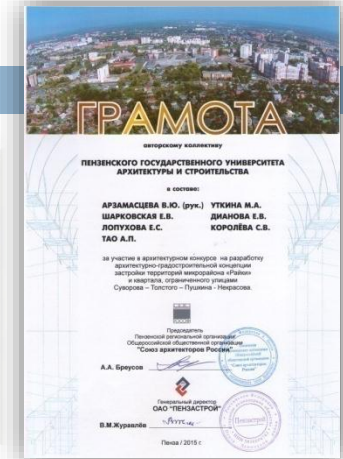 ГРАМОТА
авторскому коллективу
ПЕНЗЕНСКОГО ГОСУДАРСТВЕННОГО УНИВЕРСИТЕТА
АРХИТЕКТУРЫ И СТРОИТЕЛЬСТВА
в составе:
АРЗАМАСЦЕВА В.Ю. (рук.) УТКИНА М.А.
ШАРКОВСКАЯ Е.В. ДИАНОВА Е.В.
ЛОПУХОВА Е.С. КОРОЛЁВА С.В.
ТАО А.П.
за участие в архитектурном конкурсе на разработку
архитектурно-градостроительной концепции
застройки территорий микрорайона «Райки»
и квартала, ограниченного улицами
Суворова – Толстого – Пушкина - Некрасова.
Председатель
Пензенской региональной организации
Общероссийской общественной организации
"Союз архитекторов России"
А.А. Бреусов
Генеральный директор
ОАО "ПЕНЗАСТРОЙ"
В.М.Журавлёв
Пенза / 2015 г.
Пензастрой